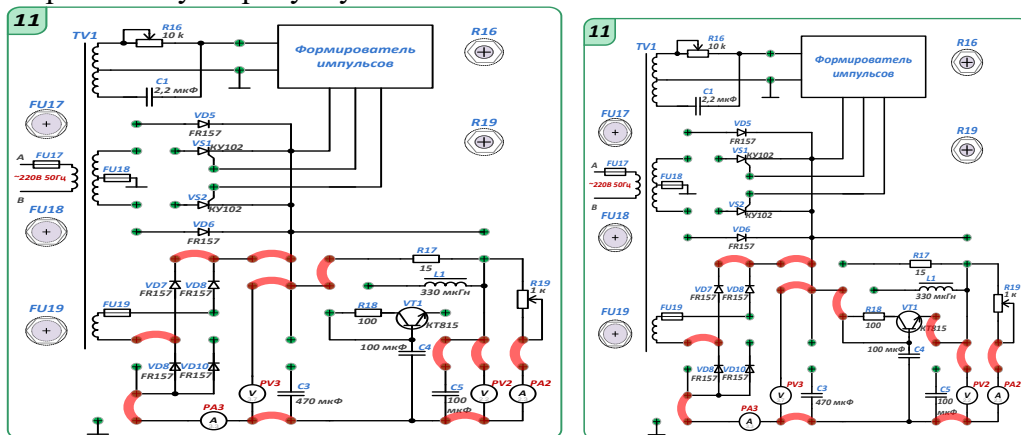 11
TV1
R16
10 k
C1
2,2 мкФ
Формирователь
импульсов
R16
FU17
VD5
FR157
R19
A
FU17
~220В 50Гц
B
FU18
VS1
КУ102
VS2
КУ102
FU18
VD6
FR157
R17
15
L1
330 мкГн
R19
1 к
VD7
FR157
VD8
FR157
FU19
FU19
R18
100
VT1
КТ815
C4
100 мкФ
VD8
FR157
VD10
FR157
PV3
V
C3
470 мкФ
C5
100
мкФ
PV2
V
PA2
A
PA3
A
11
TV1
R16
10 k
C1
2,2 мкФ
Формирователь
импульсов
R16
FU17
VD5
FR157
R19
A
FU17
~220В 50Гц
B
FU18
VS1
КУ102
VS2
КУ102
FU18
VD6
FR157
R17
15
L1
330 мкГн
R19
1 к
VD7
FR157
VD8
FR157
FU19
FU19
R18
100
VT1
КТ815
C4
100 мкФ
VD8
FR157
VD10
FR157
PV3
V
C3
470 мкФ
C5
100
мкФ
PV2
V
PA2
A
PA3
A